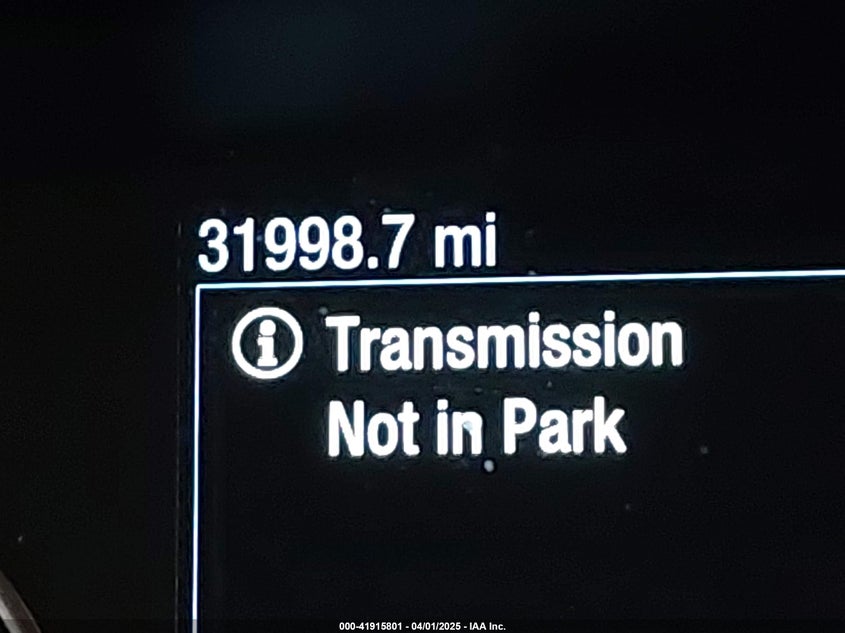 31998.7 mi
Transmission
Not in Park
000-41915801 - 04/01/2025 - IAA Inc.